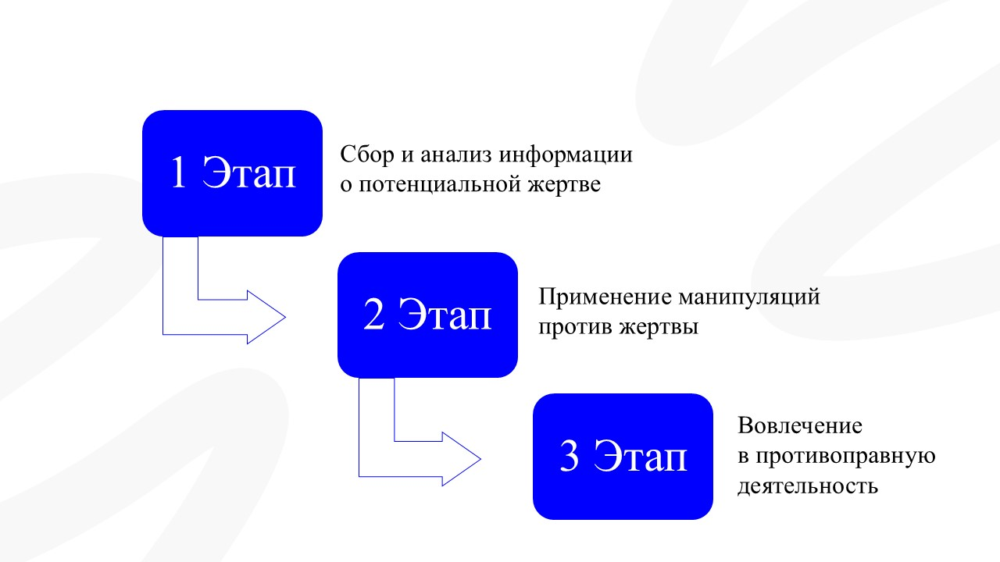 1 Этап
Сбор и анализ информации
о потенциальной жертве
2 Этап
Применение манипуляций
против жертвы
3 Этап
Вовлечение
в противоправную
деятельность